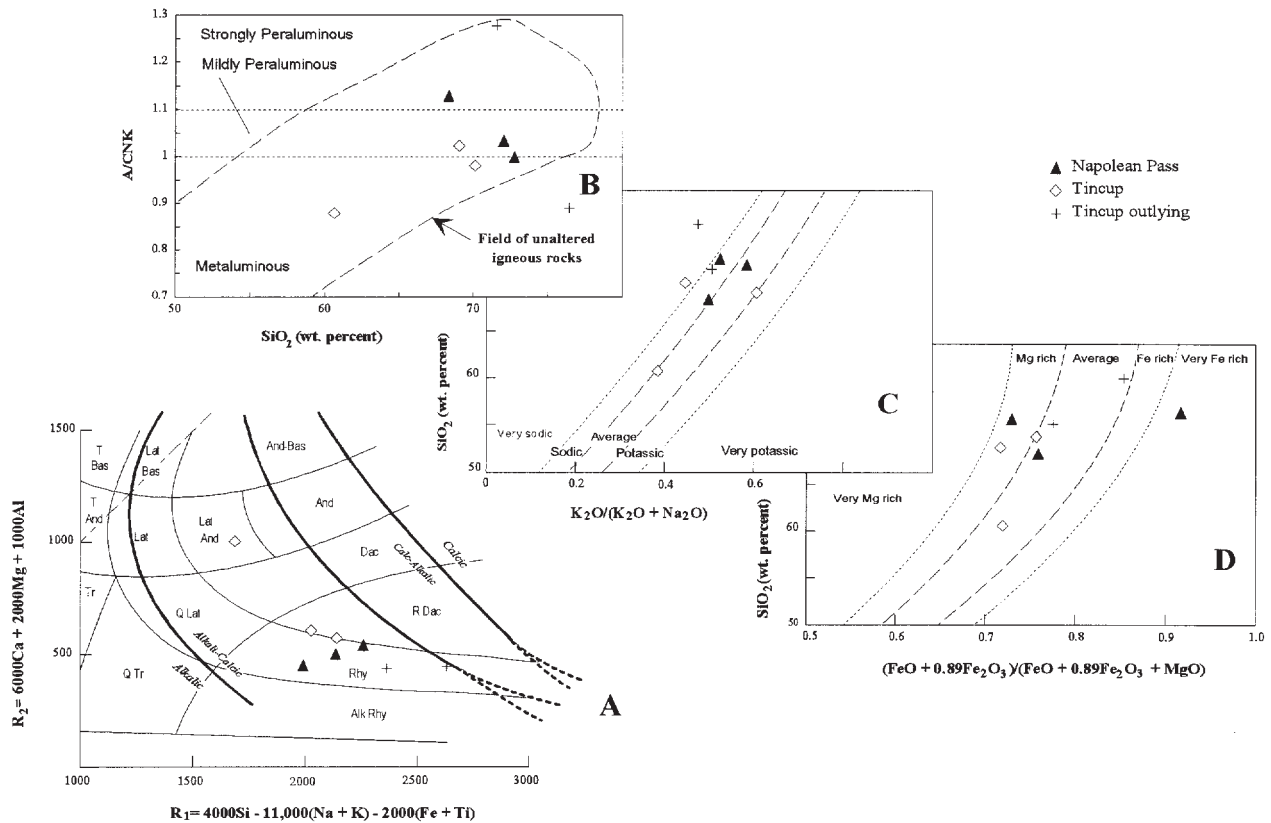 1.3
1.2
1.1
1
0.9
0.8
0.7
A/CNK
Strongly Peraluminous
Mildly Peraluminous
Metaluminous
B
Field of unaltered
igneous rocks
50
60
70
SiO2 (wt. percent)
▲ Napolean Pass
◇ Tincup
+ Tincup outlying
SiO2 (wt. percent)
60
50
Very sodic
Sodic
Average
Potassic
Very potassic
C
0
0.2
0.4
0.6
K2O/(K2O + Na2O)
SiO2 (wt. percent)
60
50
Mg rich
Average
Fe rich
Very Fe rich
Very Mg rich
D
0.5
0.6
0.7
0.8
0.9
1.0
(FeO + 0.89Fe2O3)/(FeO + 0.89Fe2O3 + MgO)
R2= 6000Ca + 2000Mg + 1000Al
1500
1000
500
T
Bas
Lat
Bas
And-Bas
T
And
Lat
Lat
And
And
Dac
Calc-Alkalic
Calcic
Tr
Q Lat
R Dac
Q Tr
Alkalic
Alkali-Calcic
Rhy
Alk Rhy
A
1000
1500
2000
2500
3000
R1= 4000Si - 11,000(Na + K) - 2000(Fe + Ti)